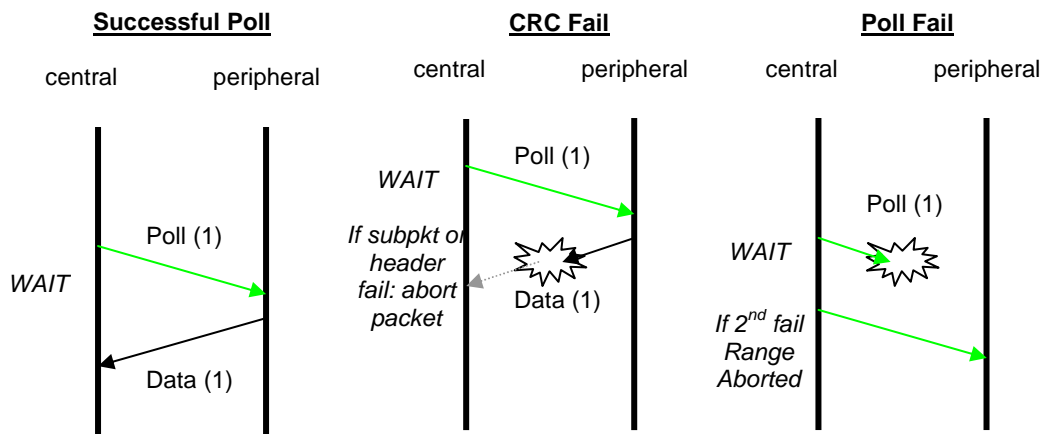 Successful Poll
central peripheral
Poll (1)
WAIT
Data (1)
CRC Fail
central peripheral
Poll (1)
WAIT
If subpkt or
header
fail: abort
packet
Data (1)
Poll Fail
central peripheral
Poll (1)
WAIT
If 2nd fail
Range
Aborted